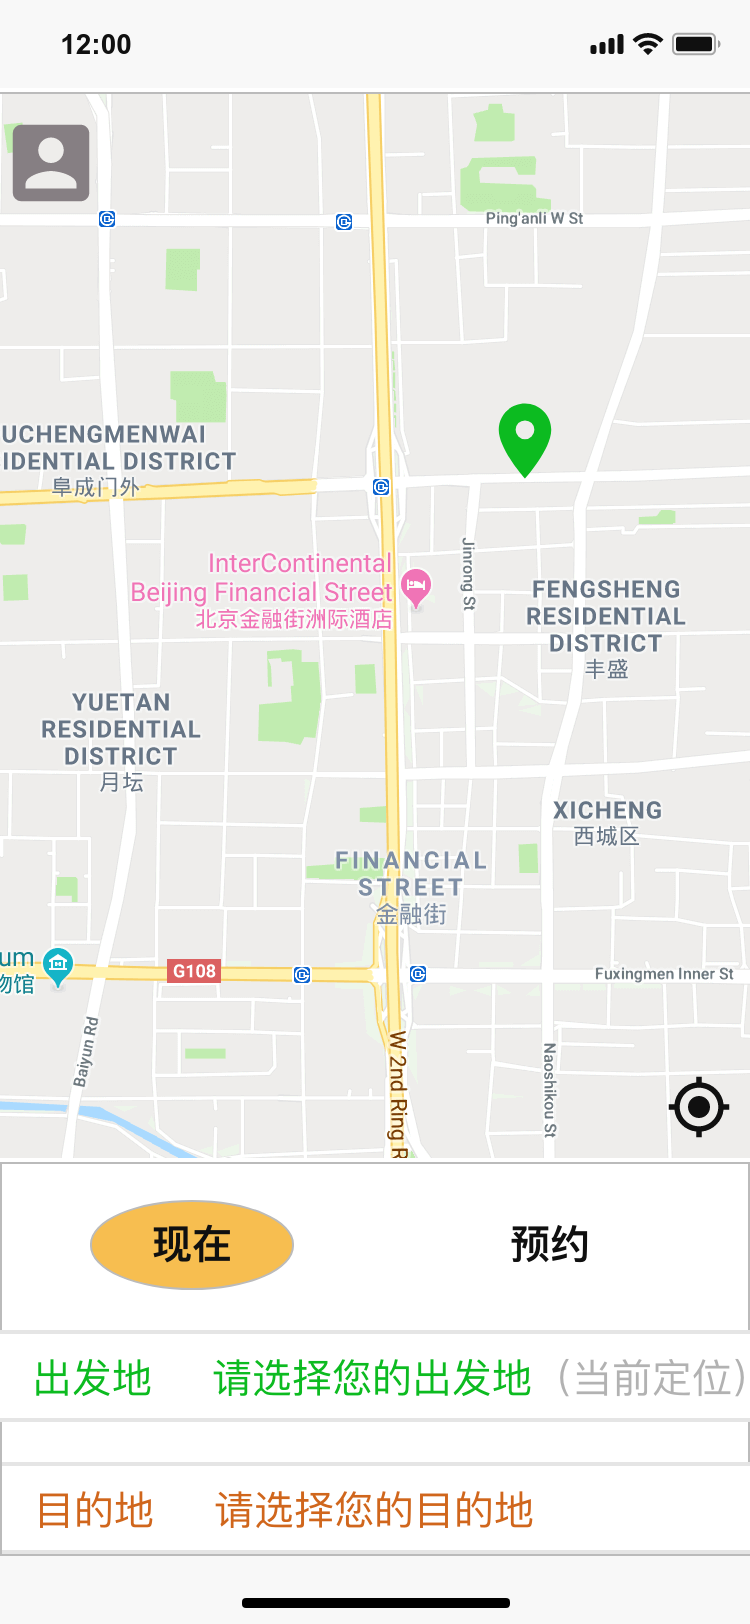 12:00
Ping'anli W St
UCHENGMENWAI
IDENTIAL DISTRICT
阜成门外
InterContinental
Beijing Financial Street
北京金融街洲际酒店
Jinrong St
FENGSHENG
RESIDENTIAL
DISTRICT
丰盛
YUETAN
RESIDENTIAL
DISTRICT
月坛
XICHENG
西城区
FINANCIAL
STREET
金融街
um
物馆
G108
Fuxingmen Inner St
Baiyun Rd
W 2nd Ring R
Naoshikou St
现在 预约
出发地 请选择您的出发地（当前定位）
目的地 请选择您的目的地